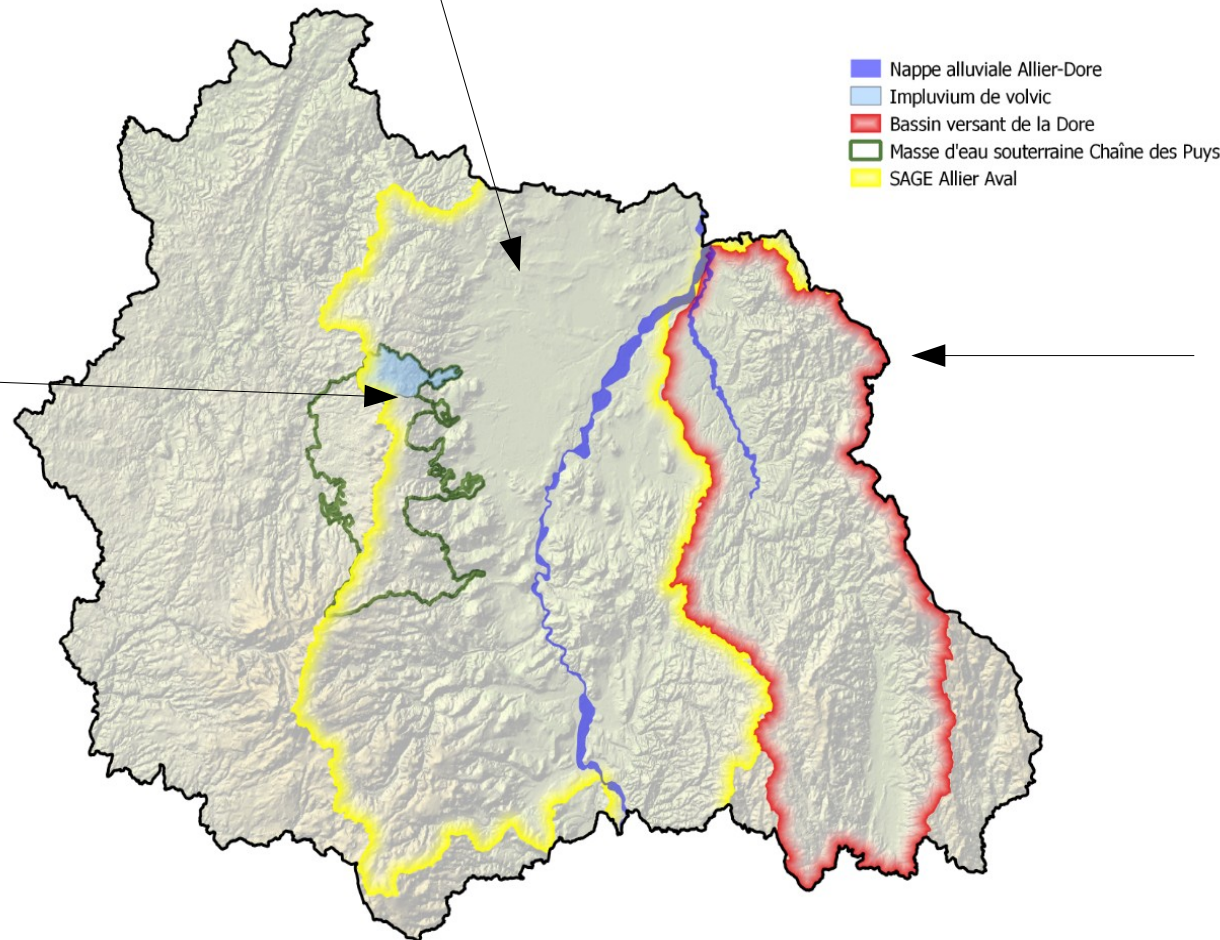 Nappe alluviale Allier-Dore
Impluvium de volvic
Bassin versant de la Dore
Masse d'eau souterraine Chaîne des Puys
SAGE Allier Aval